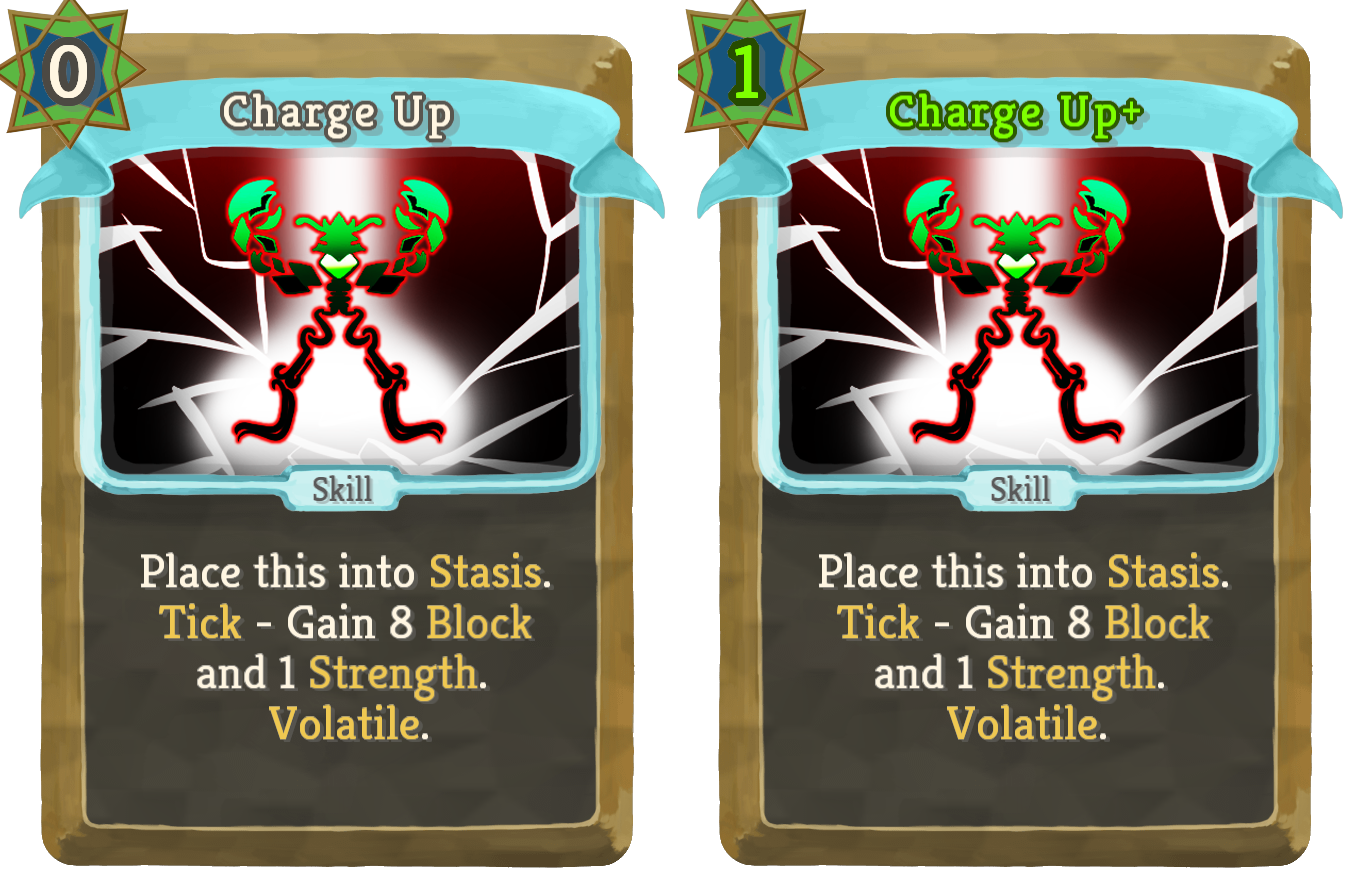 0
Charge Up
Skill
Place this into Stasis.
Tick - Gain 8 Block
and 1 Strength.
Volatile.
1
Charge Up+
Skill
Place this into Stasis.
Tick - Gain 8 Block
and 1 Strength.
Volatile.